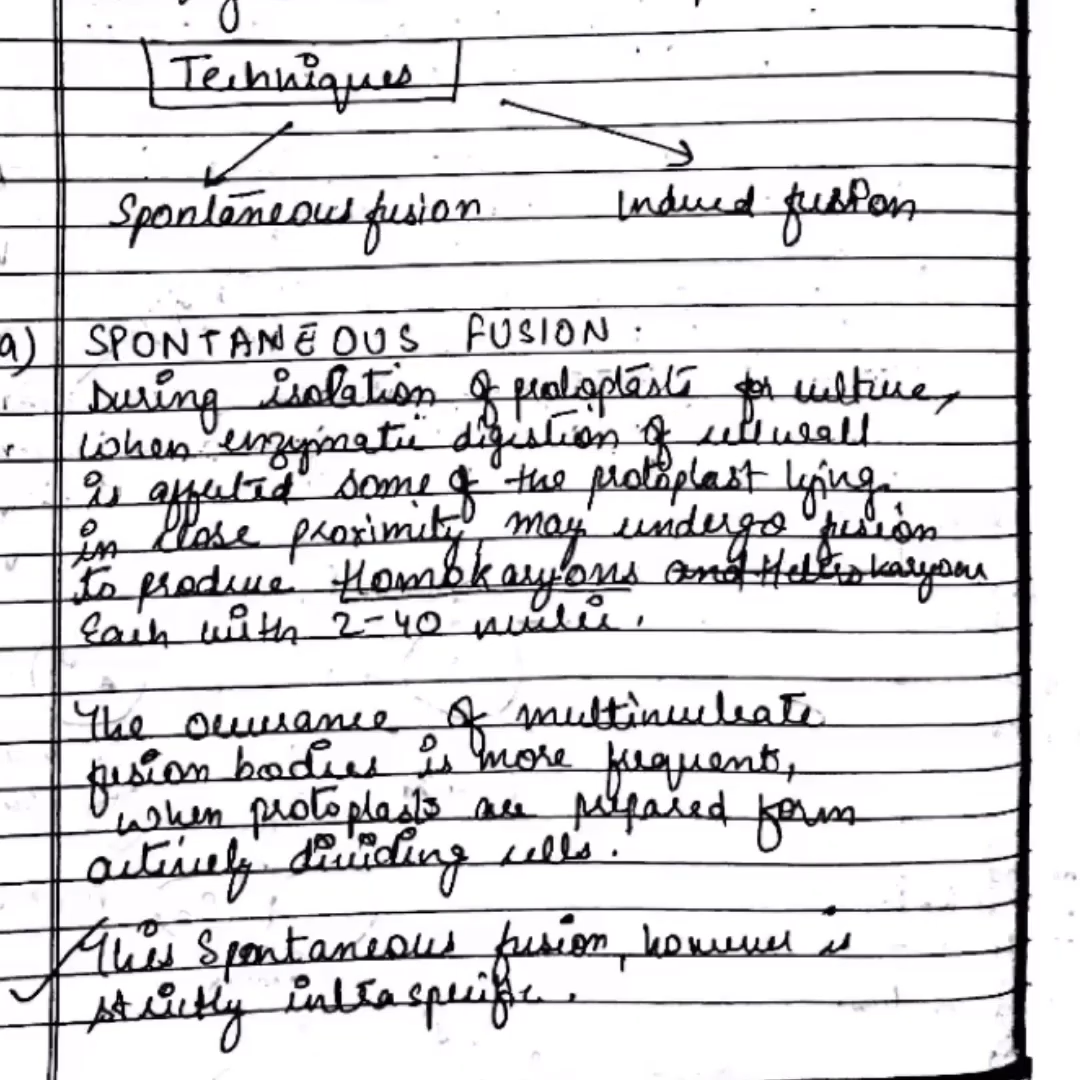 Techniques
Spontaneous fusion Induced fusion
a) SPONTANEOUS FUSION :
During isolation of protoplasts for culture,
when enzymatic digestion of cell wall
is affected some of the protoplast lying
in close proximity may undergo fusion
to produce Homokaryons and Heterokaryons
Each with 2-40 nuclei.
The occurance of multinucleate
fusion bodies is more frequent,
when protoplasts are prepared form
actively dividing cells.
This Spontaneous fusion, however is
strictly intraspecific.